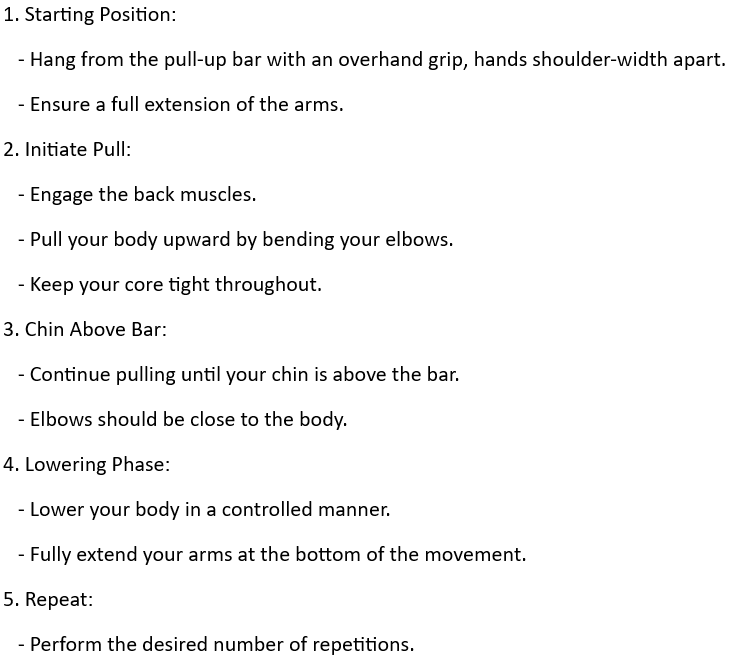 1. Starting Position:
- Hang from the pull-up bar with an overhand grip, hands shoulder-width apart.
- Ensure a full extension of the arms.
2. Initiate Pull:
- Engage the back muscles.
- Pull your body upward by bending your elbows.
- Keep your core tight throughout.
3. Chin Above Bar:
- Continue pulling until your chin is above the bar.
- Elbows should be close to the body.
4. Lowering Phase:
- Lower your body in a controlled manner.
- Fully extend your arms at the bottom of the movement.
5. Repeat:
- Perform the desired number of repetitions.